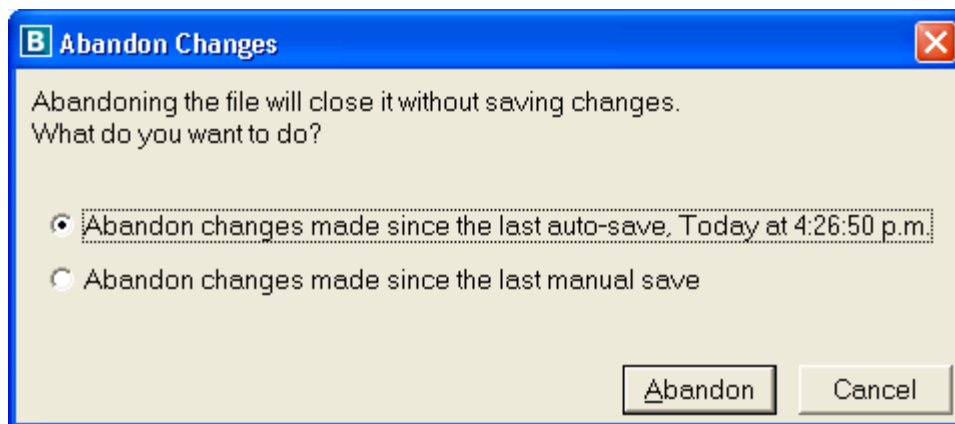 B Abandon Changes
Abandoning the file will close it without saving changes.
What do you want to do?
Abandon changes made since the last auto-save, Today at 4:26:50 p.m.
Abandon changes made since the last manual save
Abandon Cancel